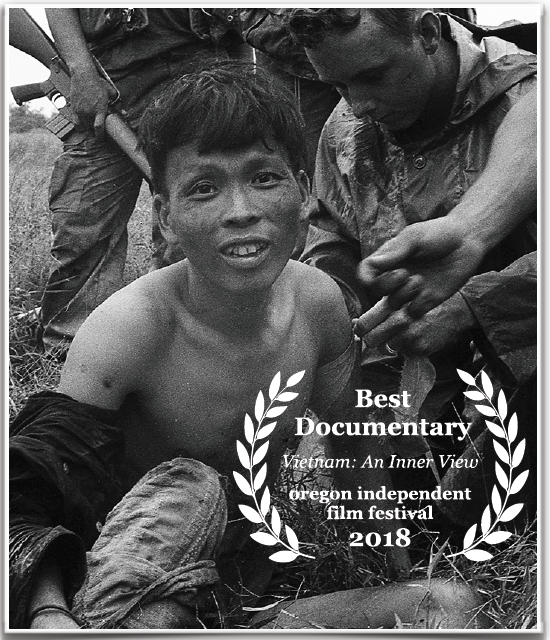 Best
Documentary
Vietnam: An Inner View
oregon independent
film festival
2018